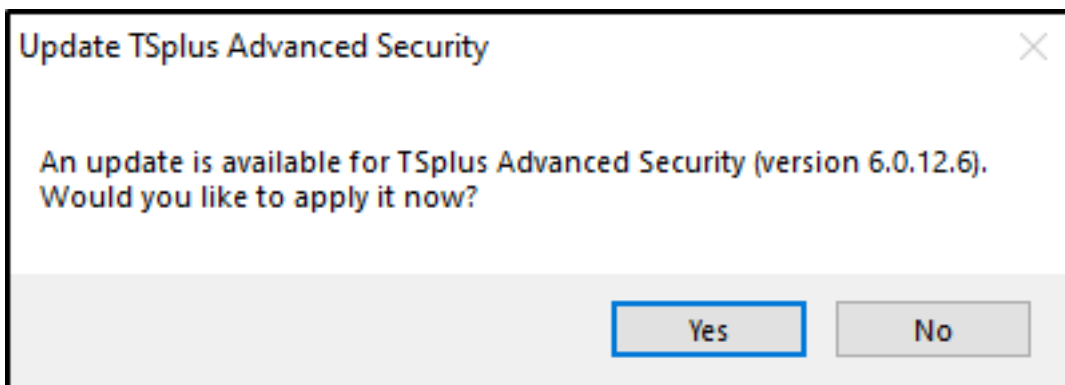 Update TSplus Advanced Security
An update is available for TSplus Advanced Security (version 6.0.12.6).
Would you like to apply it now?
Yes
No